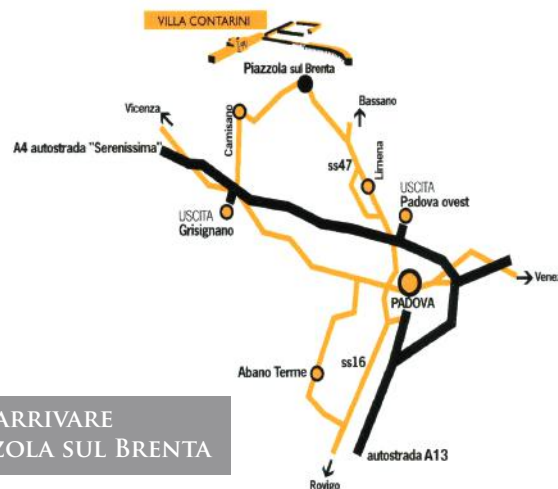 VILLA CONTARINI
Piazzola sul Brenta
Bassano
Vicenza
Camisano
A4 autostrada "Serenissima"
ss47
Limena
USCITA
Padova ovest
USCITA
Grisignano
PADOVA
Abano Terme
ss16
autostrada A13
Rovigo
ARRIVARE
SUL BRENTA